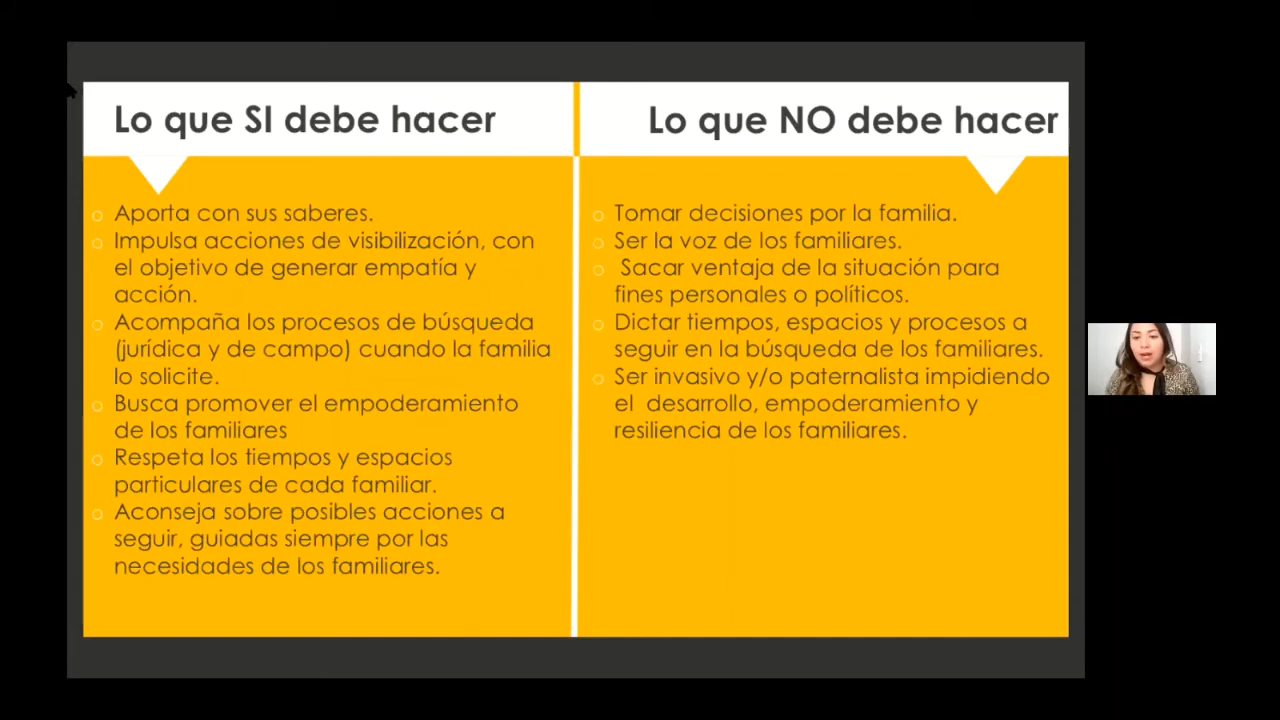 Lo que SI debe hacer
Aporta con sus saberes.
Impulsa acciones de visibilización, con
el objetivo de generar empatía y
acción.
Acompaña los procesos de búsqueda
(jurídica y de campo) cuando la familia
lo solicite.
Busca promover el empoderamiento
de los familiares
Respeta los tiempos y espacios
particulares de cada familiar.
Aconseja sobre posibles acciones a
seguir, guiadas siempre por las
necesidades de los familiares.
Lo que NO debe hacer
Tomar decisiones por la familia.
Ser la voz de los familiares.
Sacar ventaja de la situación para
fines personales o políticos.
Dictar tiempos, espacios y procesos a
seguir en la búsqueda de los familiares.
Ser invasivo y/o paternalista impidiendo
el desarrollo, empoderamiento y
resiliencia de los familiares.